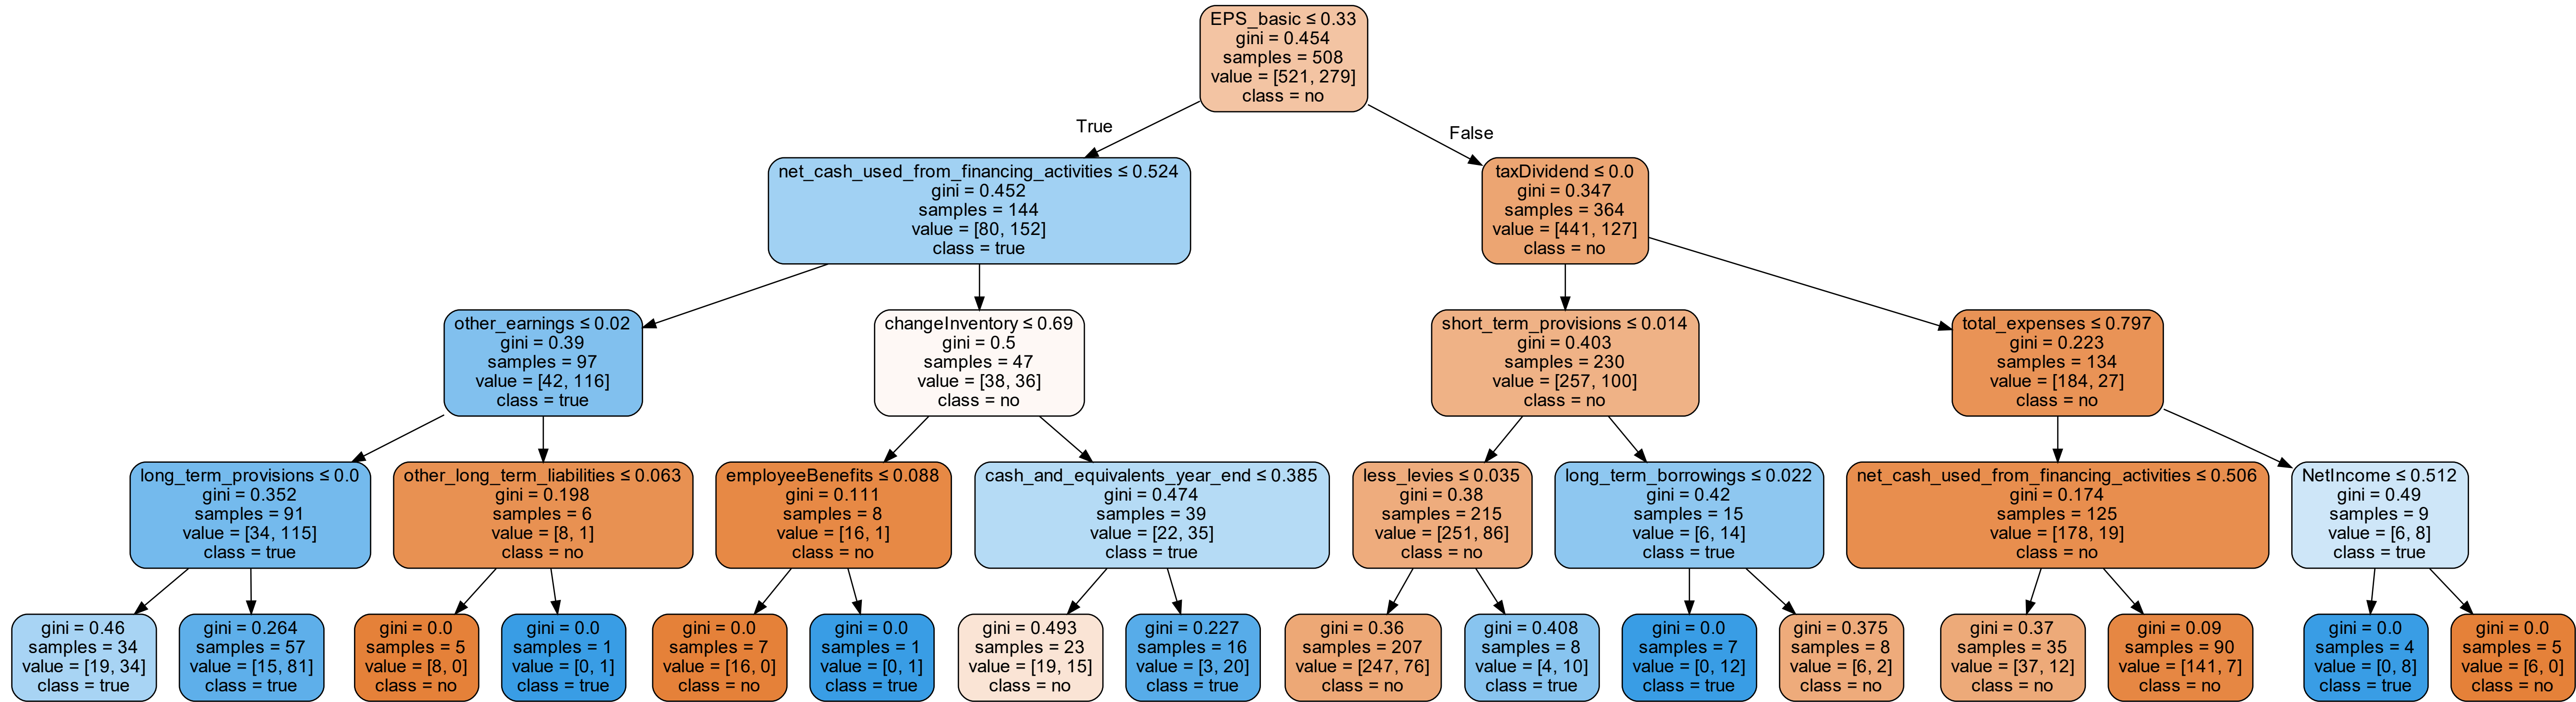 EPS_basic ≤ 0.33
gini = 0.454
samples = 508
value = [521, 279]
class = no
True
False
net_cash_used_from_financing_activities ≤ 0.524
gini = 0.452
samples = 144
value = [80, 152]
class = true
taxDividend ≤ 0.0
gini = 0.347
samples = 364
value = [441, 127]
class = no
other_earnings ≤ 0.02
gini = 0.39
samples = 97
value = [42, 116]
class = true
changeInventory ≤ 0.69
gini = 0.5
samples = 47
value = [38, 36]
class = no
short_term_provisions ≤ 0.014
gini = 0.403
samples = 230
value = [257, 100]
class = no
total_expenses ≤ 0.797
gini = 0.223
samples = 134
value = [184, 27]
class = no
long_term_provisions ≤ 0.0
gini = 0.352
samples = 91
value = [34, 115]
class = true
other_long_term_liabilities ≤ 0.063
gini = 0.198
samples = 6
value = [8, 1]
class = no
employeeBenefits ≤ 0.088
gini = 0.111
samples = 8
value = [16, 1]
class = no
cash_and_equivalents_year_end ≤ 0.385
gini = 0.474
samples = 39
value = [22, 35]
class = true
less_levies ≤ 0.035
gini = 0.38
samples = 215
value = [251, 86]
class = no
long_term_borrowings ≤ 0.022
gini = 0.42
samples = 15
value = [6, 14]
class = true
net_cash_used_from_financing_activities ≤ 0.506
gini = 0.174
samples = 125
value = [178, 19]
class = no
NetIncome ≤ 0.512
gini = 0.49
samples = 9
value = [6, 8]
class = true
gini = 0.46
samples = 34
value = [19, 34]
class = true
gini = 0.264
samples = 57
value = [15, 81]
class = true
gini = 0.0
samples = 5
value = [8, 0]
class = no
gini = 0.0
samples = 1
value = [0, 1]
class = true
gini = 0.0
samples = 7
value = [16, 0]
class = no
gini = 0.0
samples = 1
value = [0, 1]
class = true
gini = 0.493
samples = 23
value = [19, 15]
class = no
gini = 0.227
samples = 16
value = [3, 20]
class = true
gini = 0.36
samples = 207
value = [247, 76]
class = no
gini = 0.408
samples = 8
value = [4, 10]
class = true
gini = 0.0
samples = 7
value = [0, 12]
class = true
gini = 0.375
samples = 8
value = [6, 2]
class = no
gini = 0.37
samples = 35
value = [37, 12]
class = no
gini = 0.09
samples = 90
value = [141, 7]
class = no
gini = 0.0
samples = 4
value = [0, 8]
class = true
gini = 0.0
samples = 5
value = [6, 0]
class = no